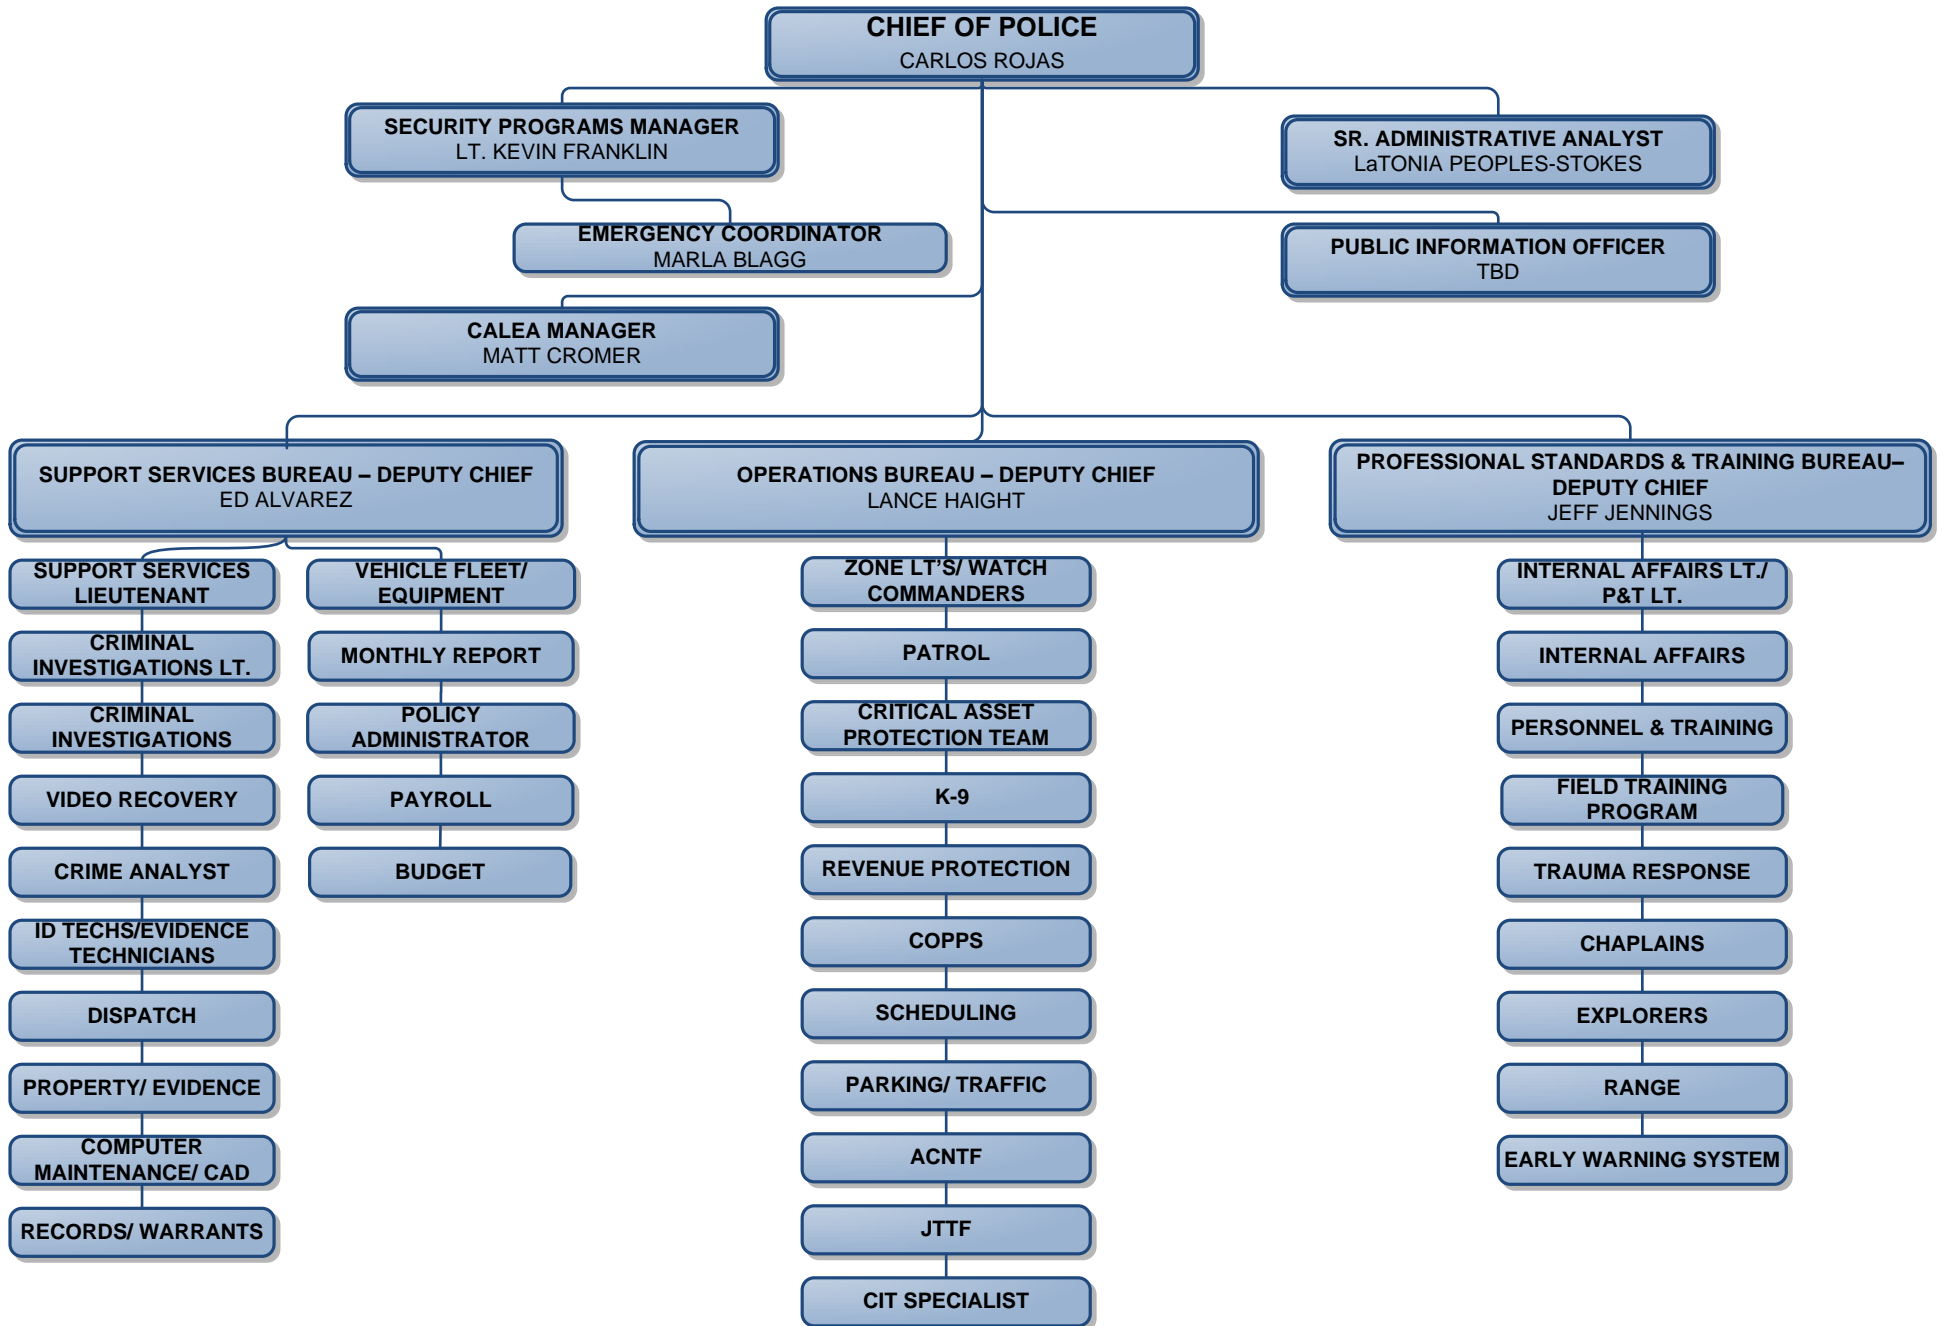 CHIEF OF POLICE
CARLOS ROJAS
SECURITY PROGRAMS MANAGER
LT. KEVIN FRANKLIN
SR. ADMINISTRATIVE ANALYST
LaTONIA PEOPLES-STOKES
EMERGENCY COORDINATOR
MARLA BLAGG
PUBLIC INFORMATION OFFICER
TBD
CALEA MANAGER
MATT CROMER
SUPPORT SERVICES BUREAU – DEPUTY CHIEF
ED ALVAREZ
OPERATIONS BUREAU – DEPUTY CHIEF
LANCE HAIGHT
PROFESSIONAL STANDARDS & TRAINING BUREAU–
DEPUTY CHIEF
JEFF JENNINGS
SUPPORT SERVICES
LIEUTENANT
CRIMINAL
INVESTIGATIONS LT.
CRIMINAL
INVESTIGATIONS
VIDEO RECOVERY
CRIME ANALYST
ID TECHS/EVIDENCE
TECHNICIANS
DISPATCH
PROPERTY/ EVIDENCE
COMPUTER
MAINTENANCE/ CAD
RECORDS/ WARRANTS
VEHICLE FLEET/
EQUIPMENT
MONTHLY REPORT
POLICY
ADMINISTRATOR
PAYROLL
BUDGET
ZONE LT'S/ WATCH
COMMANDERS
PATROL
CRITICAL ASSET
PROTECTION TEAM
K-9
REVENUE PROTECTION
COPPS
SCHEDULING
PARKING/ TRAFFIC
ACNTF
JTTF
CIT SPECIALIST
INTERNAL AFFAIRS LT./
P&T LT.
INTERNAL AFFAIRS
PERSONNEL & TRAINING
FIELD TRAINING
PROGRAM
TRAUMA RESPONSE
CHAPLAINS
EXPLORERS
RANGE
EARLY WARNING SYSTEM